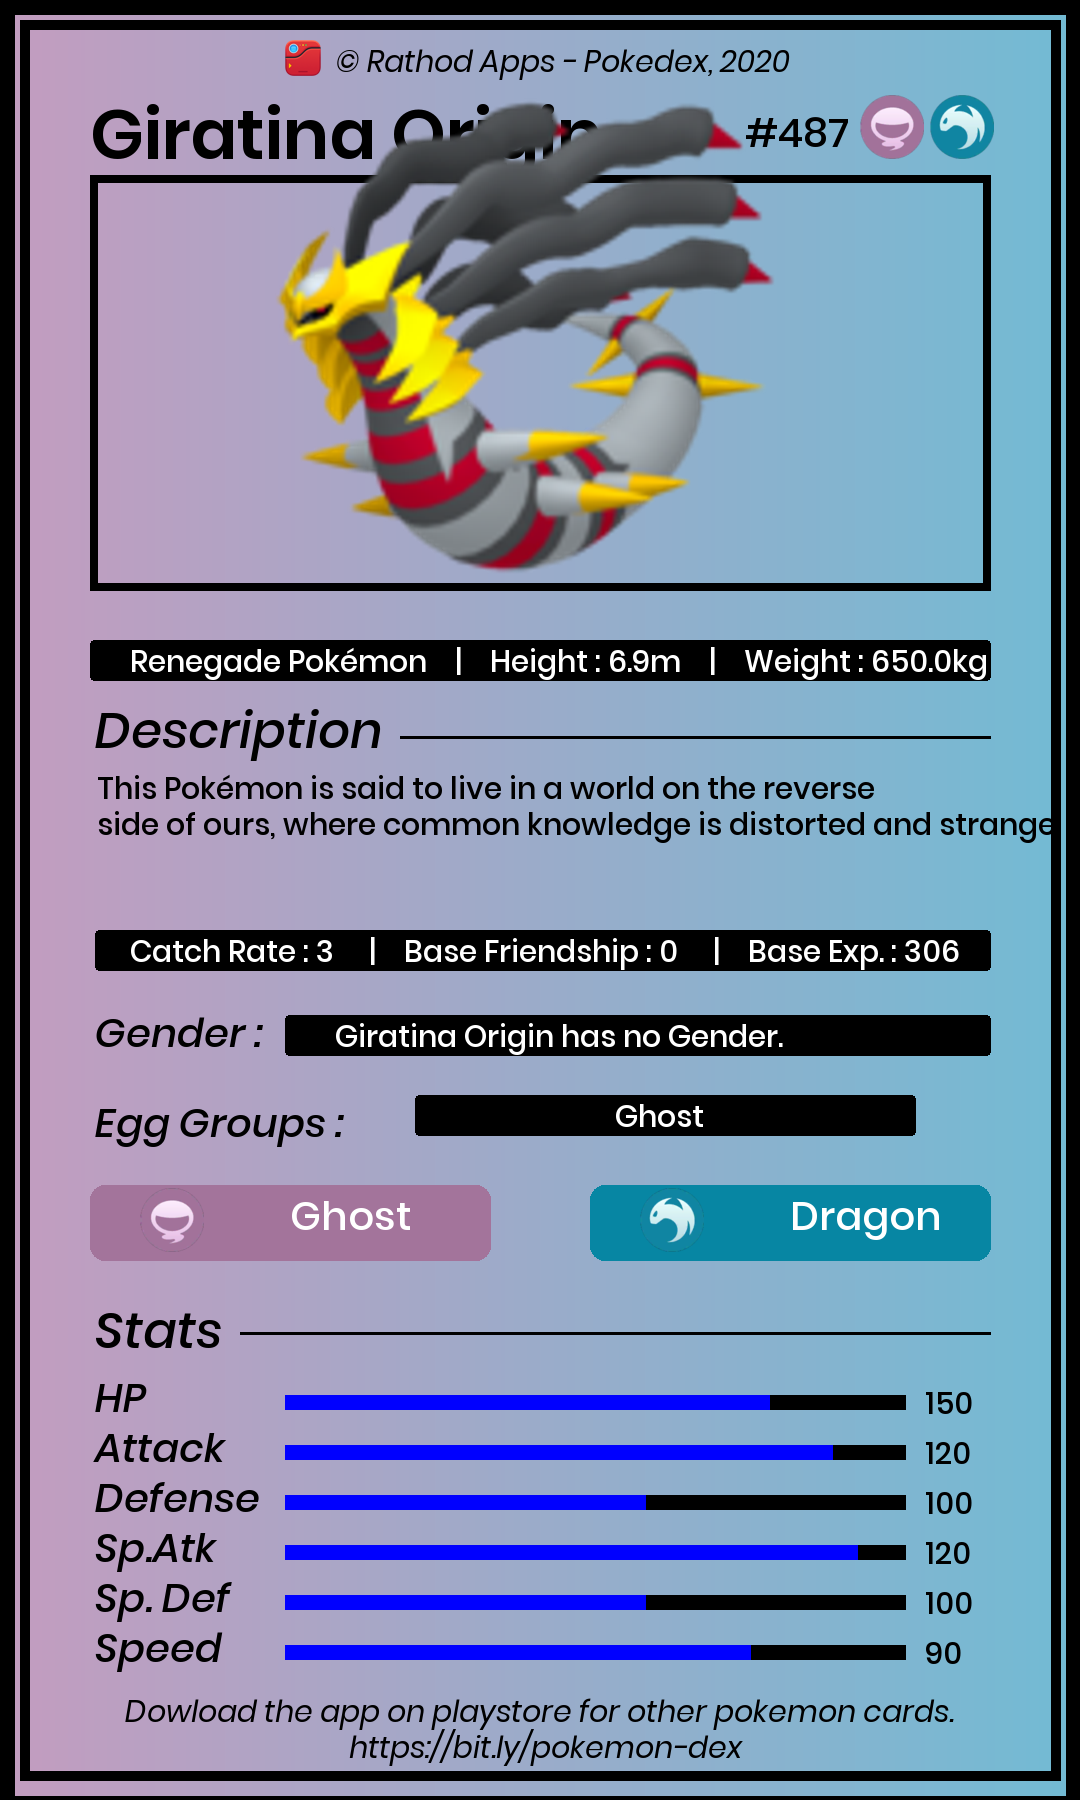 © Rathod Apps - Pokedex, 2020
Giratina Origin #487
Renegade Pokémon | Height : 6.9m | Weight : 650.0kg
Description
This Pokémon is said to live in a world on the reverse
side of ours, where common knowledge is distorted and strange
Catch Rate : 3 | Base Friendship : 0 | Base Exp. : 306
Gender : Giratina Origin has no Gender.
Egg Groups : Ghost
Ghost Dragon
Stats
HP 150
Attack 120
Defense 100
Sp.Atk 120
Sp. Def 100
Speed 90
Dowload the app on playstore for other pokemon cards.
https://bit.ly/pokemon-dex